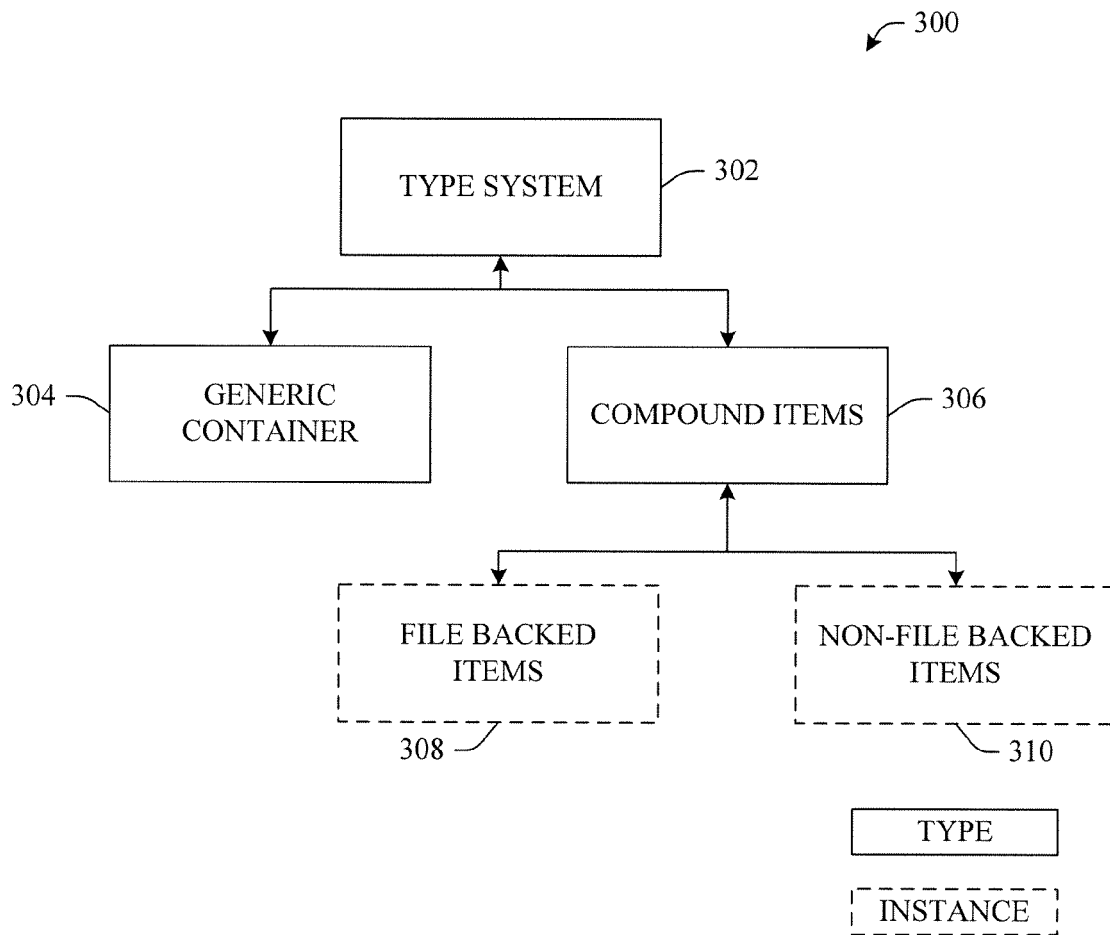 300
TYPE SYSTEM
302
304
GENERIC
CONTAINER
COMPOUND ITEMS
306
FILE BACKED
ITEMS
308
NON-FILE BACKED
ITEMS
310
TYPE
INSTANCE